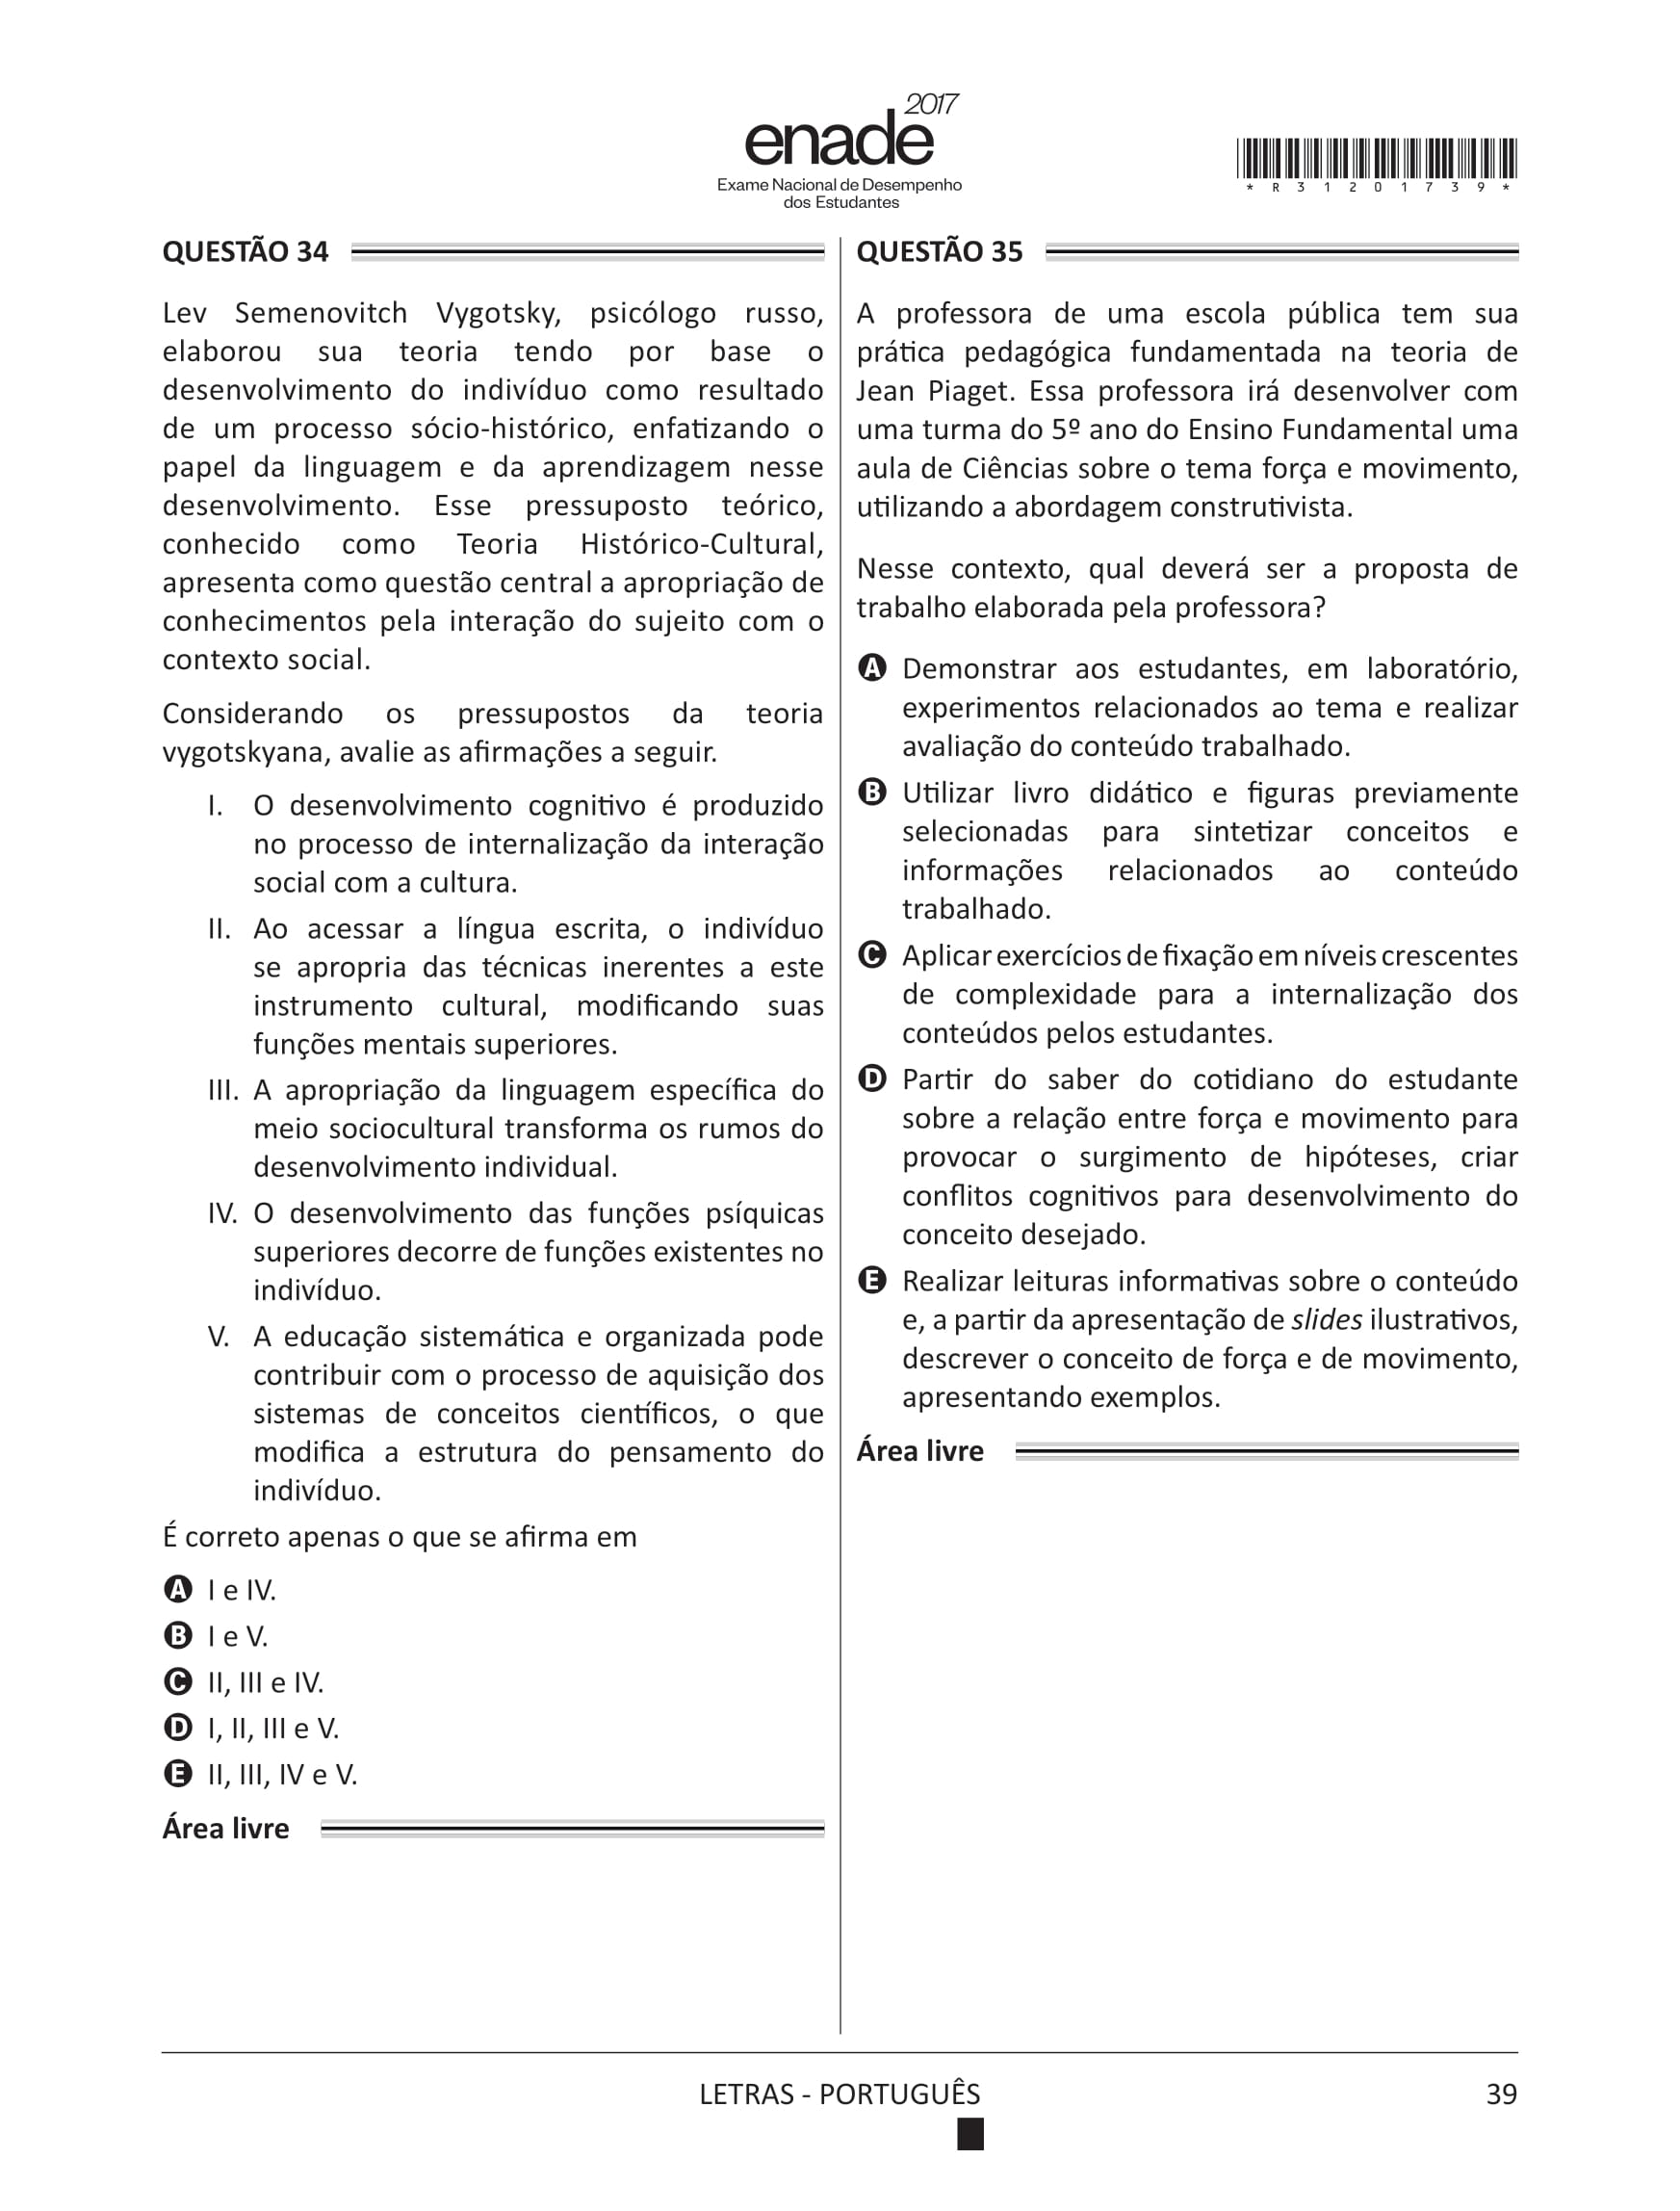 2017
enade
Exame Nacional de Desempenho
dos Estudantes
*R31201739*
QUESTÃO 34
Lev Semenovitch Vygotsky, psicólogo russo,
elaborou sua teoria tendo por base o
desenvolvimento do indivíduo como resultado
de um processo sócio-histórico, enfatizando o
papel da linguagem e da aprendizagem nesse
desenvolvimento. Esse pressuposto teórico,
conhecido como Teoria Histórico-Cultural,
apresenta como questão central a apropriação de
conhecimentos pela interação do sujeito com o
contexto social.
Considerando os pressupostos da teoria
vygotskyana, avalie as afirmações a seguir.
I. O desenvolvimento cognitivo é produzido
no processo de internalização da interação
social com a cultura.
II. Ao acessar a língua escrita, o indivíduo
se apropria das técnicas inerentes a este
instrumento cultural, modificando suas
funções mentais superiores.
III. A apropriação da linguagem específica do
meio sociocultural transforma os rumos do
desenvolvimento individual.
IV. O desenvolvimento das funções psíquicas
superiores decorre de funções existentes no
indivíduo.
V. A educação sistemática e organizada pode
contribuir com o processo de aquisição dos
sistemas de conceitos científicos, o que
modifica a estrutura do pensamento do
indivíduo.
É correto apenas o que se afirma em
A I e IV.
B I e V.
C II, III e IV.
D I, II, III e V.
E II, III, IV e V.
Área livre
QUESTÃO 35
A professora de uma escola pública tem sua
prática pedagógica fundamentada na teoria de
Jean Piaget. Essa professora irá desenvolver com
uma turma do 5º ano do Ensino Fundamental uma
aula de Ciências sobre o tema força e movimento,
utilizando a abordagem construtivista.
Nesse contexto, qual deverá ser a proposta de
trabalho elaborada pela professora?
A Demonstrar aos estudantes, em laboratório,
experimentos relacionados ao tema e realizar
avaliação do conteúdo trabalhado.
B Utilizar livro didático e figuras previamente
selecionadas para sintetizar conceitos e
informações relacionados ao conteúdo
trabalhado.
C Aplicar exercícios de fixação em níveis crescentes
de complexidade para a internalização dos
conteúdos pelos estudantes.
D Partir do saber do cotidiano do estudante
sobre a relação entre força e movimento para
provocar o surgimento de hipóteses, criar
conflitos cognitivos para desenvolvimento do
conceito desejado.
E Realizar leituras informativas sobre o conteúdo
e, a partir da apresentação de slides ilustrativos,
descrever o conceito de força e de movimento,
apresentando exemplos.
Área livre
LETRAS - PORTUGUÊS
39